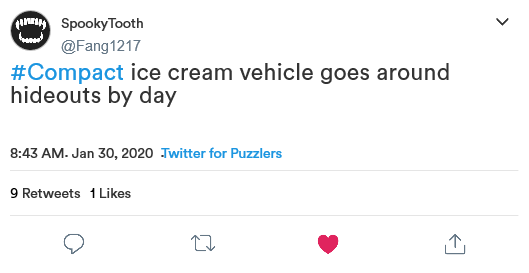 SpookyTooth
@Fang1217
#Compact ice cream vehicle goes around
hideouts by day
8:43 AM. Jan 30, 2020 Twitter for Puzzlers
9 Retweets 1 Likes